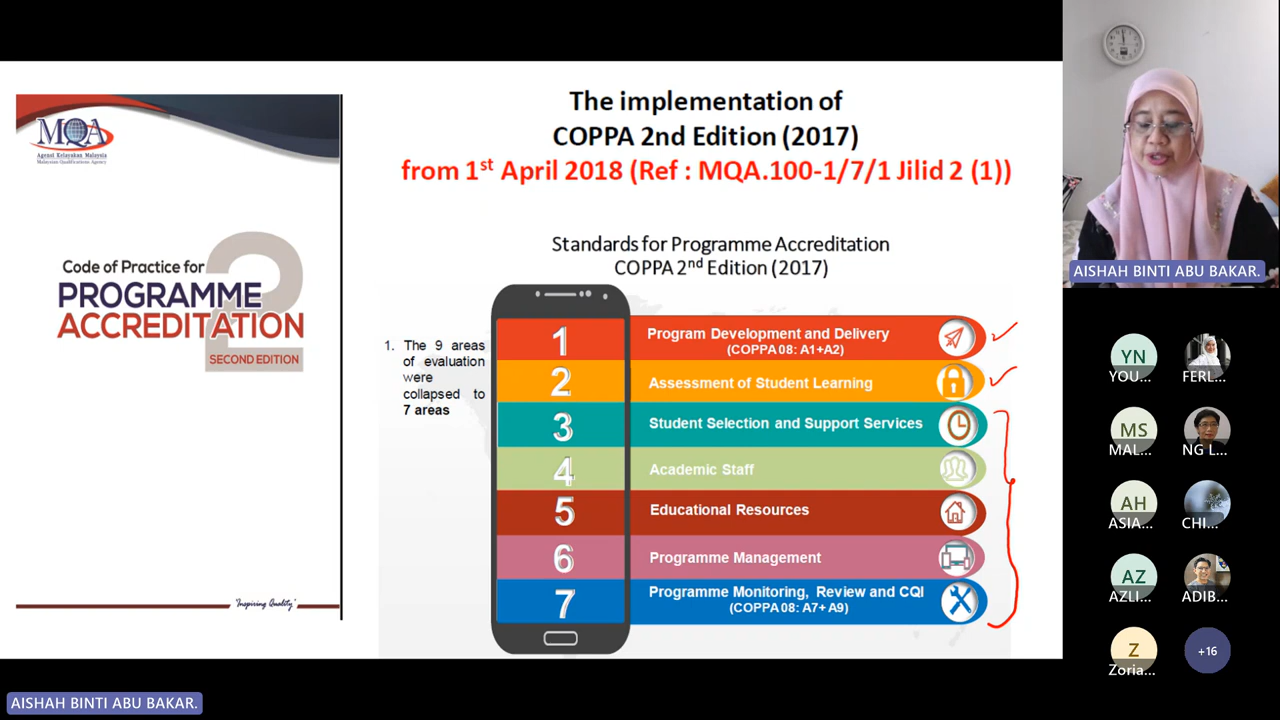 MQA
Agensi Kelayakan Malaysia
Malaysian Qualifications Agency
2
Code of Practice for
PROGRAMME
ACCREDITATION
SECOND EDITION
"Inspiring Quality"
The implementation of
COPPA 2nd Edition (2017)
from 1st April 2018 (Ref : MQA.100-1/7/1 Jilid 2 (1))
Standards for Programme Accreditation
COPPA 2nd Edition (2017)
1. The 9 areas
of evaluation
were
collapsed to
7 areas
1 Program Development and Delivery
(COPPA 08: A1+A2)
2 Assessment of Student Learning
3 Student Selection and Support Services
4 Academic Staff
5 Educational Resources
6 Programme Management
7 Programme Monitoring, Review and CQI
(COPPA 08: A7+ A9)
AISHAH BINTI ABU BAKAR.
YN
YOU...
FERL...
MS
MAL...
NG L...
AH
ASIA...
CHI...
AZ
AZLI...
ADIB...
Z
Zoria...
+16
AISHAH BINTI ABU BAKAR.